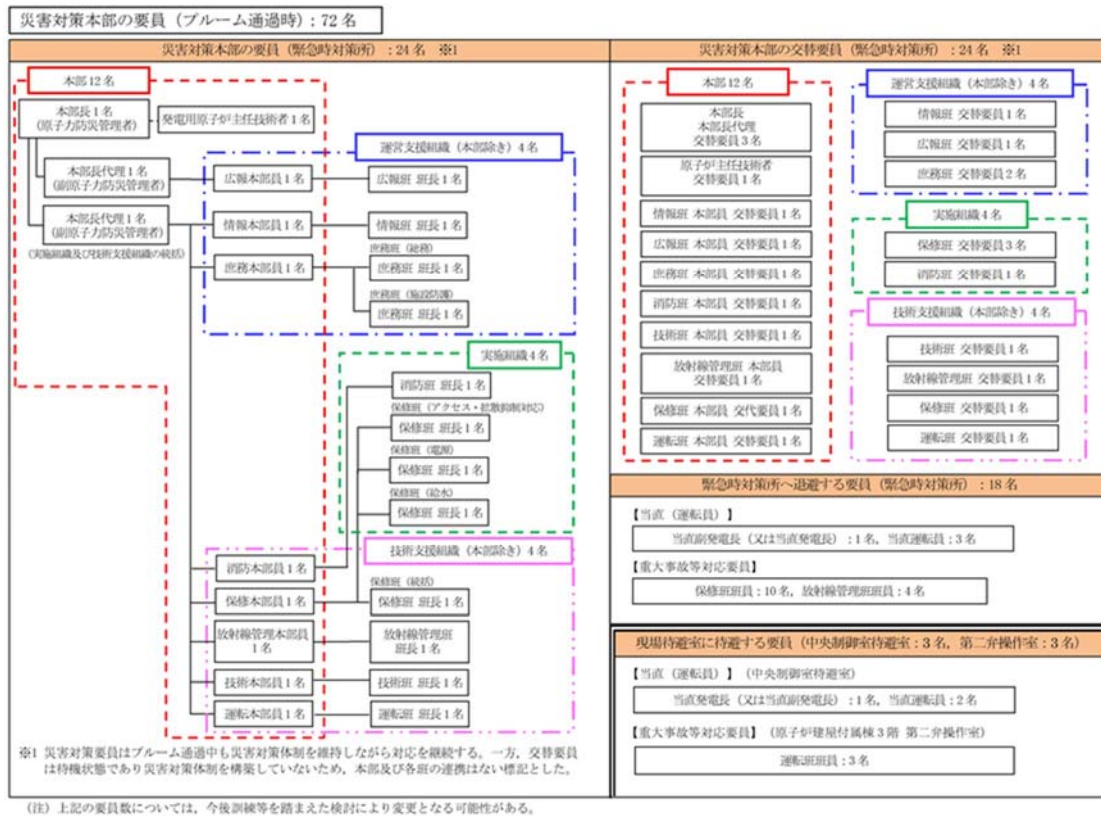 災害対策本部の要員（プルーム通過時）：72名
災害対策本部の要員（緊急時対策所）：24名　※1
本部12名
本部長1名
（原子力防災管理者）
発電用原子炉主任技術者1名
運営支援組織（本部除き）4名
本部長代理1名
（副原子力防災管理者）
広報本部員1名
広報班 班長1名
本部長代理1名
（副原子力防災管理者）
（実施組織及び技術支援組織の統括）
情報本部員1名
情報班 班長1名
庶務班（総務）
庶務本部員1名
庶務班 班長1名
庶務班（施設防護）
庶務班 班長1名
実施組織4名
消防班 班長1名
保修班（アクセス・拡散抑制対応）
保修班 班長1名
保修班（電源）
保修班 班長1名
保修班（給水）
保修班 班長1名
技術支援組織（本部除き）4名
消防本部員1名
保修班（統括）
保修本部員1名
保修班 班長1名
放射線管理本部員
1名
放射線管理班
班長1名
技術本部員1名
技術班 班長1名
運転本部員1名
運転班 班長1名
※1 災害対策要員はプルーム通過中も災害対策体制を維持しながら対応を継続する。一方，交替要員
は待機状態であり災害対策体制を構築していないため，本部及び各班の連携はない標記とした。
災害対策本部の交替要員（緊急時対策所）：24名　※1
本部12名
本部長
本部長代理
交替要員3名
原子炉主任技術者
交替要員1名
情報班 本部員 交替要員1名
広報班 本部員 交替要員1名
庶務班 本部員 交替要員1名
消防班 本部員 交替要員1名
技術班 本部員 交替要員1名
放射線管理班 本部員
交替要員1名
保修班 本部員 交代要員1名
運転班 本部員 交替要員1名
運営支援組織（本部除き）4名
情報班 交替要員1名
広報班 交替要員1名
庶務班 交替要員2名
実施組織4名
保修班 交替要員3名
消防班 交替要員1名
技術支援組織（本部除き）4名
技術班 交替要員1名
放射線管理班 交替要員1名
保修班 交替要員1名
運転班 交替要員1名
緊急時対策所へ退避する要員（緊急時対策所）：18名
【当直（運転員）】
当直副発電長（又は当直発電長）：1名，当直運転員：3名
【重大事故等対応要員】
保修班班員：10名，放射線管理班班員：4名
現場待避室に待避する要員（中央制御室待避室：3名，第二弁操作室：3名）
【当直（運転員）】（中央制御室待避室）
当直発電長（又は当直副発電長）：1名，当直運転員：2名
【重大事故等対応要員】（原子炉建屋付属棟3階 第二弁操作室）
運転班班員：3名
（注）上記の要員数については，今後訓練等を踏まえた検討により変更となる可能性がある。